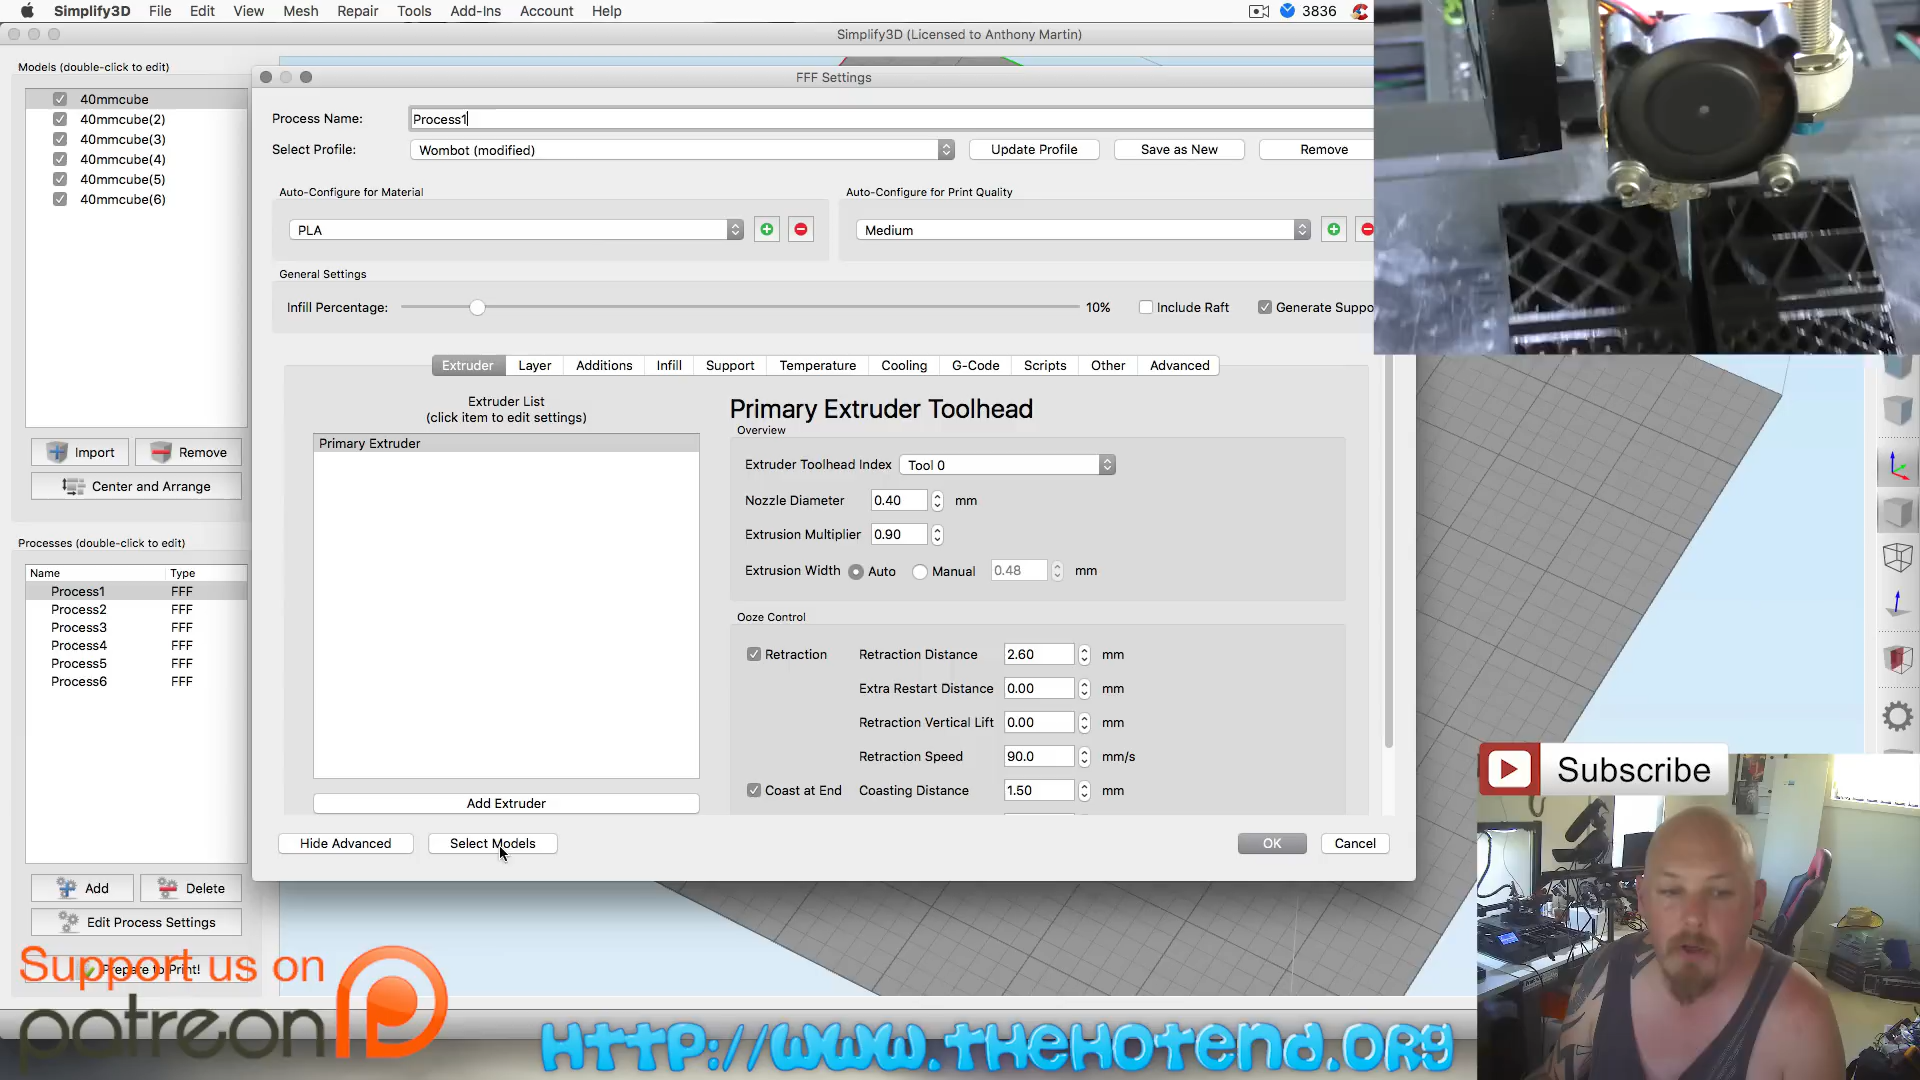 Simplify3D File Edit View Mesh Repair Tools Add-Ins Account Help 3836
Simplify3D (Licensed to Anthony Martin)
Models (double-click to edit)
40mmcube
40mmcube(2)
40mmcube(3)
40mmcube(4)
40mmcube(5)
40mmcube(6)
Import Remove
Center and Arrange
Processes (double-click to edit)
Name Type
Process1 FFF
Process2 FFF
Process3 FFF
Process4 FFF
Process5 FFF
Process6 FFF
Add Delete
Edit Process Settings
Prepare to Print!
FFF Settings
Process Name: Process1
Select Profile: Wombot (modified) Update Profile Save as New Remove
Auto-Configure for Material Auto-Configure for Print Quality
PLA Medium
General Settings
Infill Percentage: 10% Include Raft Generate Suppo
Extruder Layer Additions Infill Support Temperature Cooling G-Code Scripts Other Advanced
Extruder List
(click item to edit settings)
Primary Extruder
Add Extruder
Primary Extruder Toolhead
Overview
Extruder Toolhead Index Tool 0
Nozzle Diameter 0.40 mm
Extrusion Multiplier 0.90
Extrusion Width Auto Manual 0.48 mm
Ooze Control
Retraction Retraction Distance 2.60 mm
Extra Restart Distance 0.00 mm
Retraction Vertical Lift 0.00 mm
Retraction Speed 90.0 mm/s
Coast at End Coasting Distance 1.50 mm
Hide Advanced Select Models OK Cancel
Subscribe
Support us on
patreon
Http://www.theHotend.org